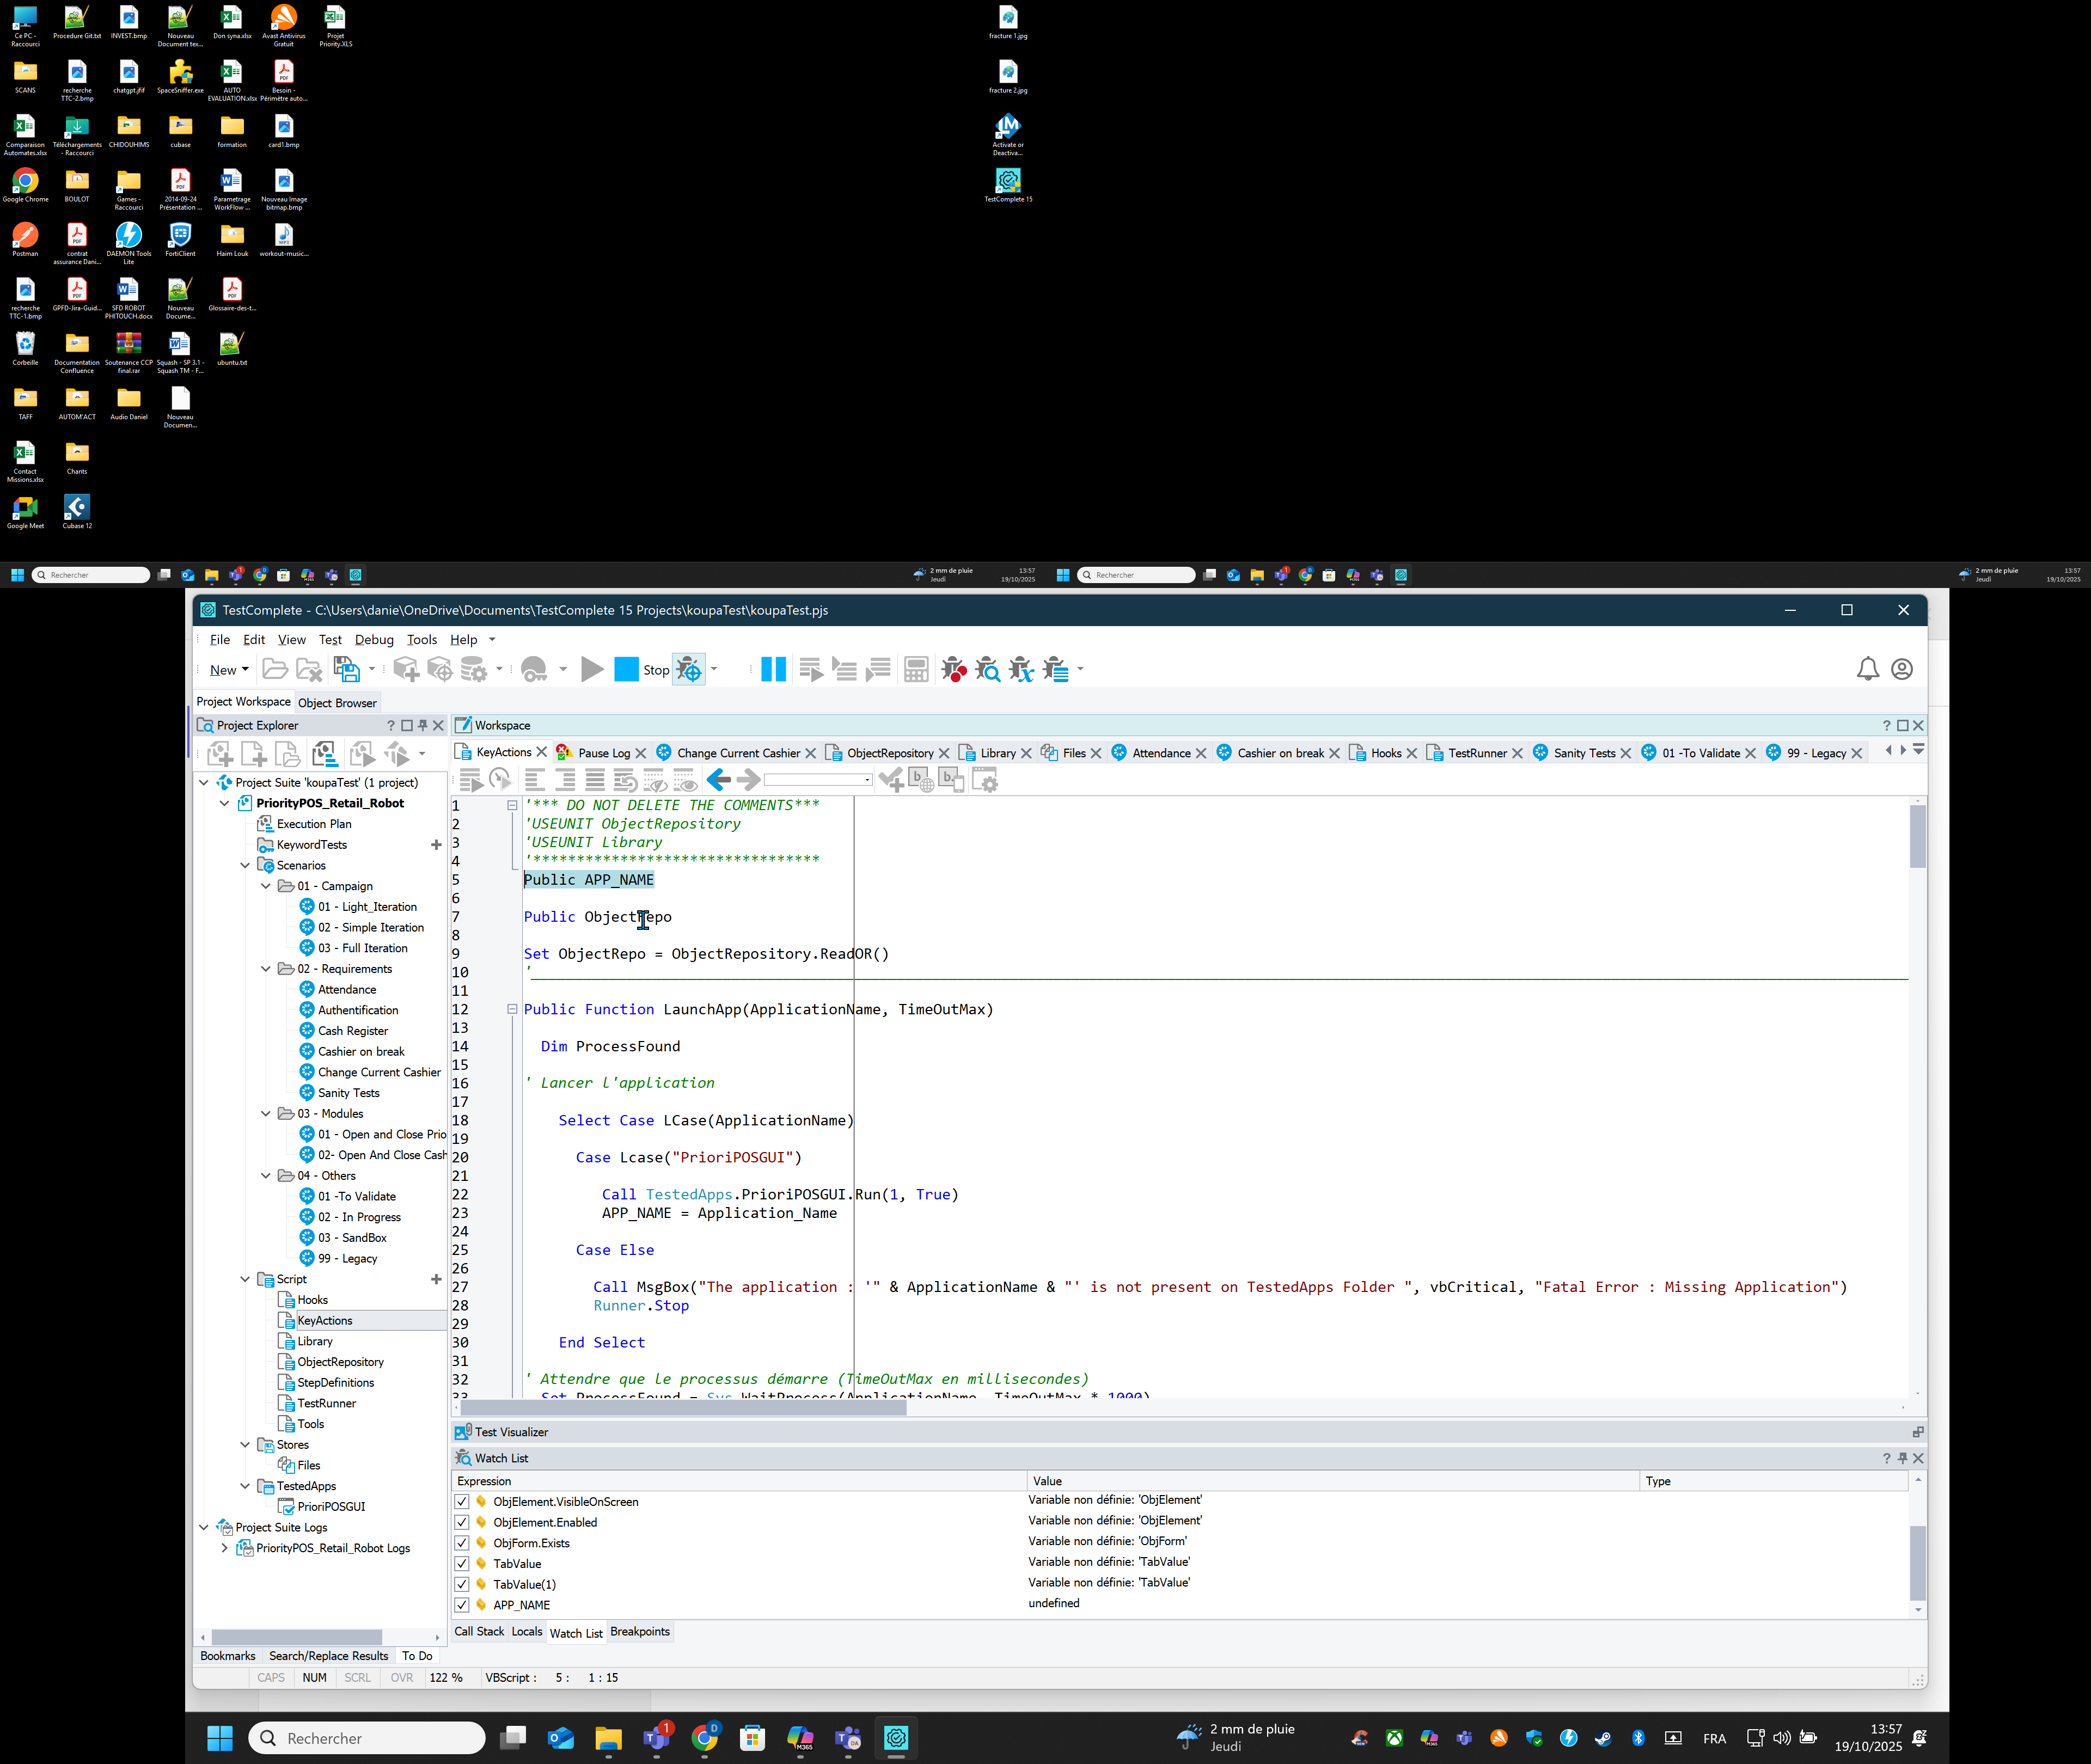 Ce PC - Raccourci
Procedure Git.txt
INVEST.bmp
Nouveau Document tex...
Don syna.xlsx
Avast Antivirus Gratuit
Projet Priority.XLS
fracture 1.jpg
SCANS
recherche TTC-2.bmp
chatgpt.jfif
SpaceSniffer.exe
AUTO EVALUATION.xlsx
Besoin - Périmètre auto...
fracture 2.jpg
Comparaison Automates.xlsx
Téléchargements - Raccourci
CHIDOUHIMS
cubase
formation
card1.bmp
Activate or Deactiva...
Google Chrome
BOULOT
Games - Raccourci
2014-09-24 Présentation ...
Parametrage WorkFlow ...
Nouveau Image bitmap.bmp
TestComplete 15
Postman
contrat assurance Dani...
DAEMON Tools Lite
FortiClient
Haim Louk
workout-music...
recherche TTC-1.bmp
GPFD-Jira-Guid...
SFD ROBOT PHITOUCH.docx
Nouveau Docume...
Glossaire-des-t...
Corbeille
Documentation Confluence
Soutenance CCP final.rar
Squash - SP 3.1 - Squash TM - F...
ubuntu.txt
TAFF
AUTOM'ACT
Audio Daniel
Nouveau Documen...
Contact Missions.xlsx
Chants
Google Meet
Cubase 12
Rechercher
2 mm de pluie
Jeudi
13:57
19/10/2025
Rechercher
2 mm de pluie
Jeudi
13:57
19/10/2025
TestComplete - C:\Users\danie\OneDrive\Documents\TestComplete 15 Projects\koupaTest\koupaTest.pjs
File Edit View Test Debug Tools Help
New Stop
Project Workspace Object Browser
Project Explorer
Project Suite 'koupaTest' (1 project)
PriorityPOS_Retail_Robot
Execution Plan
KeywordTests
Scenarios
01 - Campaign
01 - Light_Iteration
02 - Simple Iteration
03 - Full Iteration
02 - Requirements
Attendance
Authentification
Cash Register
Cashier on break
Change Current Cashier
Sanity Tests
03 - Modules
01 - Open and Close Prio
02- Open And Close Cash
04 - Others
01 -To Validate
02 - In Progress
03 - SandBox
99 - Legacy
Script
Hooks
KeyActions
Library
ObjectRepository
StepDefinitions
TestRunner
Tools
Stores
Files
TestedApps
PrioriPOSGUI
Project Suite Logs
PriorityPOS_Retail_Robot Logs
Bookmarks Search/Replace Results To Do
Workspace
KeyActions Pause Log Change Current Cashier ObjectRepository Library Files Attendance Cashier on break Hooks TestRunner Sanity Tests 01 -To Validate 99 - Legacy
1 '*** DO NOT DELETE THE COMMENTS***
2 'USEUNIT ObjectRepository
3 'USEUNIT Library
4 '*********************************
5 Public APP_NAME
6
7 Public ObjectRepo
8
9 Set ObjectRepo = ObjectRepository.ReadOR()
10 '
11
12 Public Function LaunchApp(ApplicationName, TimeOutMax)
13
14 Dim ProcessFound
15
16 ' Lancer l'application
17
18 Select Case LCase(ApplicationName)
19
20 Case Lcase("PrioriPOSGUI")
21
22 Call TestedApps.PrioriPOSGUI.Run(1, True)
23 APP_NAME = Application_Name
24
25 Case Else
26
27 Call MsgBox("The application : '" & ApplicationName & "' is not present on TestedApps Folder ", vbCritical, "Fatal Error : Missing Application")
28 Runner.Stop
29
30 End Select
31
32 ' Attendre que le processus démarre (TimeOutMax en millisecondes)
33 Set ProcessFound = Sys.WaitProcess(ApplicationName, TimeOutMax * 1000)
Test Visualizer
Watch List
Expression Value Type
ObjElement.VisibleOnScreen Variable non définie: 'ObjElement'
ObjElement.Enabled Variable non définie: 'ObjElement'
ObjForm.Exists Variable non définie: 'ObjForm'
TabValue Variable non définie: 'TabValue'
TabValue(1) Variable non définie: 'TabValue'
APP_NAME undefined
Call Stack Locals Watch List Breakpoints
CAPS NUM SCRL OVR 122 % VBScript : 5 : 1 : 15
Rechercher
2 mm de pluie
Jeudi
FRA
13:57
19/10/2025